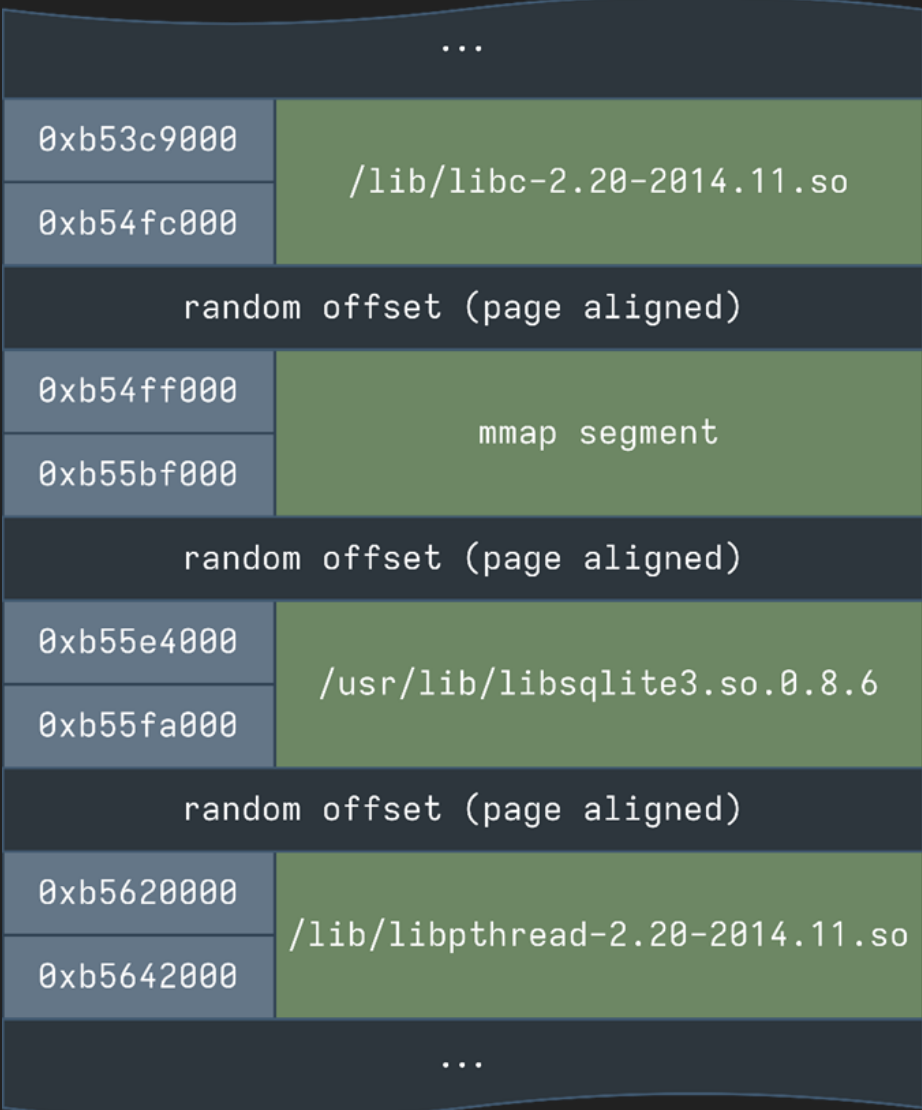 ...
0xb53c9000
/lib/libc-2.20-2014.11.so
0xb54fc000
random offset (page aligned)
0xb54ff000
mmap segment
0xb55bf000
random offset (page aligned)
0xb55e4000
/usr/lib/libsqlite3.so.0.8.6
0xb55fa000
random offset (page aligned)
0xb5620000
/lib/libpthread-2.20-2014.11.so
0xb5642000
...